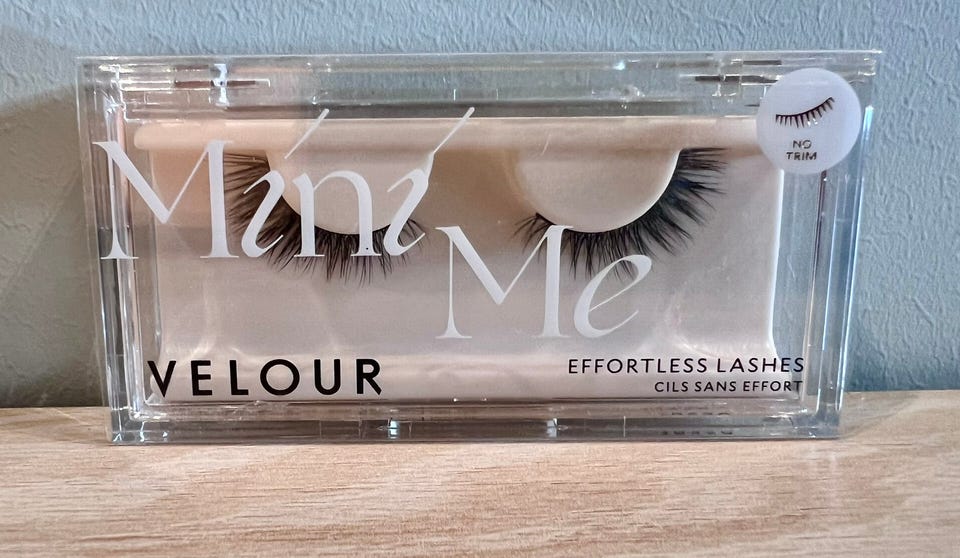 Mini
Me
NO
TRIM
VELOUR
EFFORTLESS LASHES
CILS SANS EFFORT